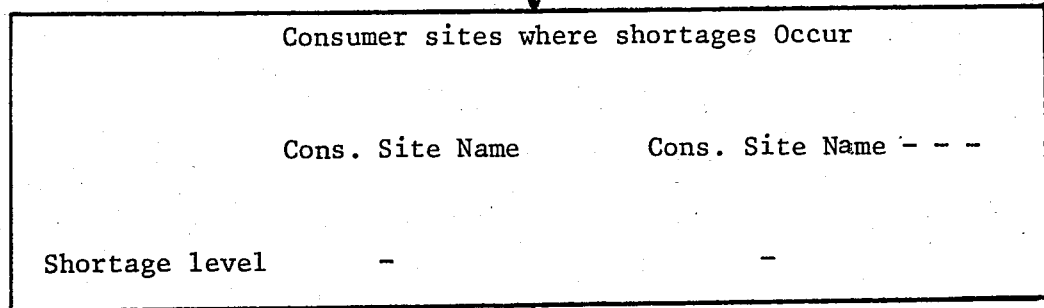 Consumer sites where shortages Occur
Cons. Site Name Cons. Site Name - - -
Shortage level - -